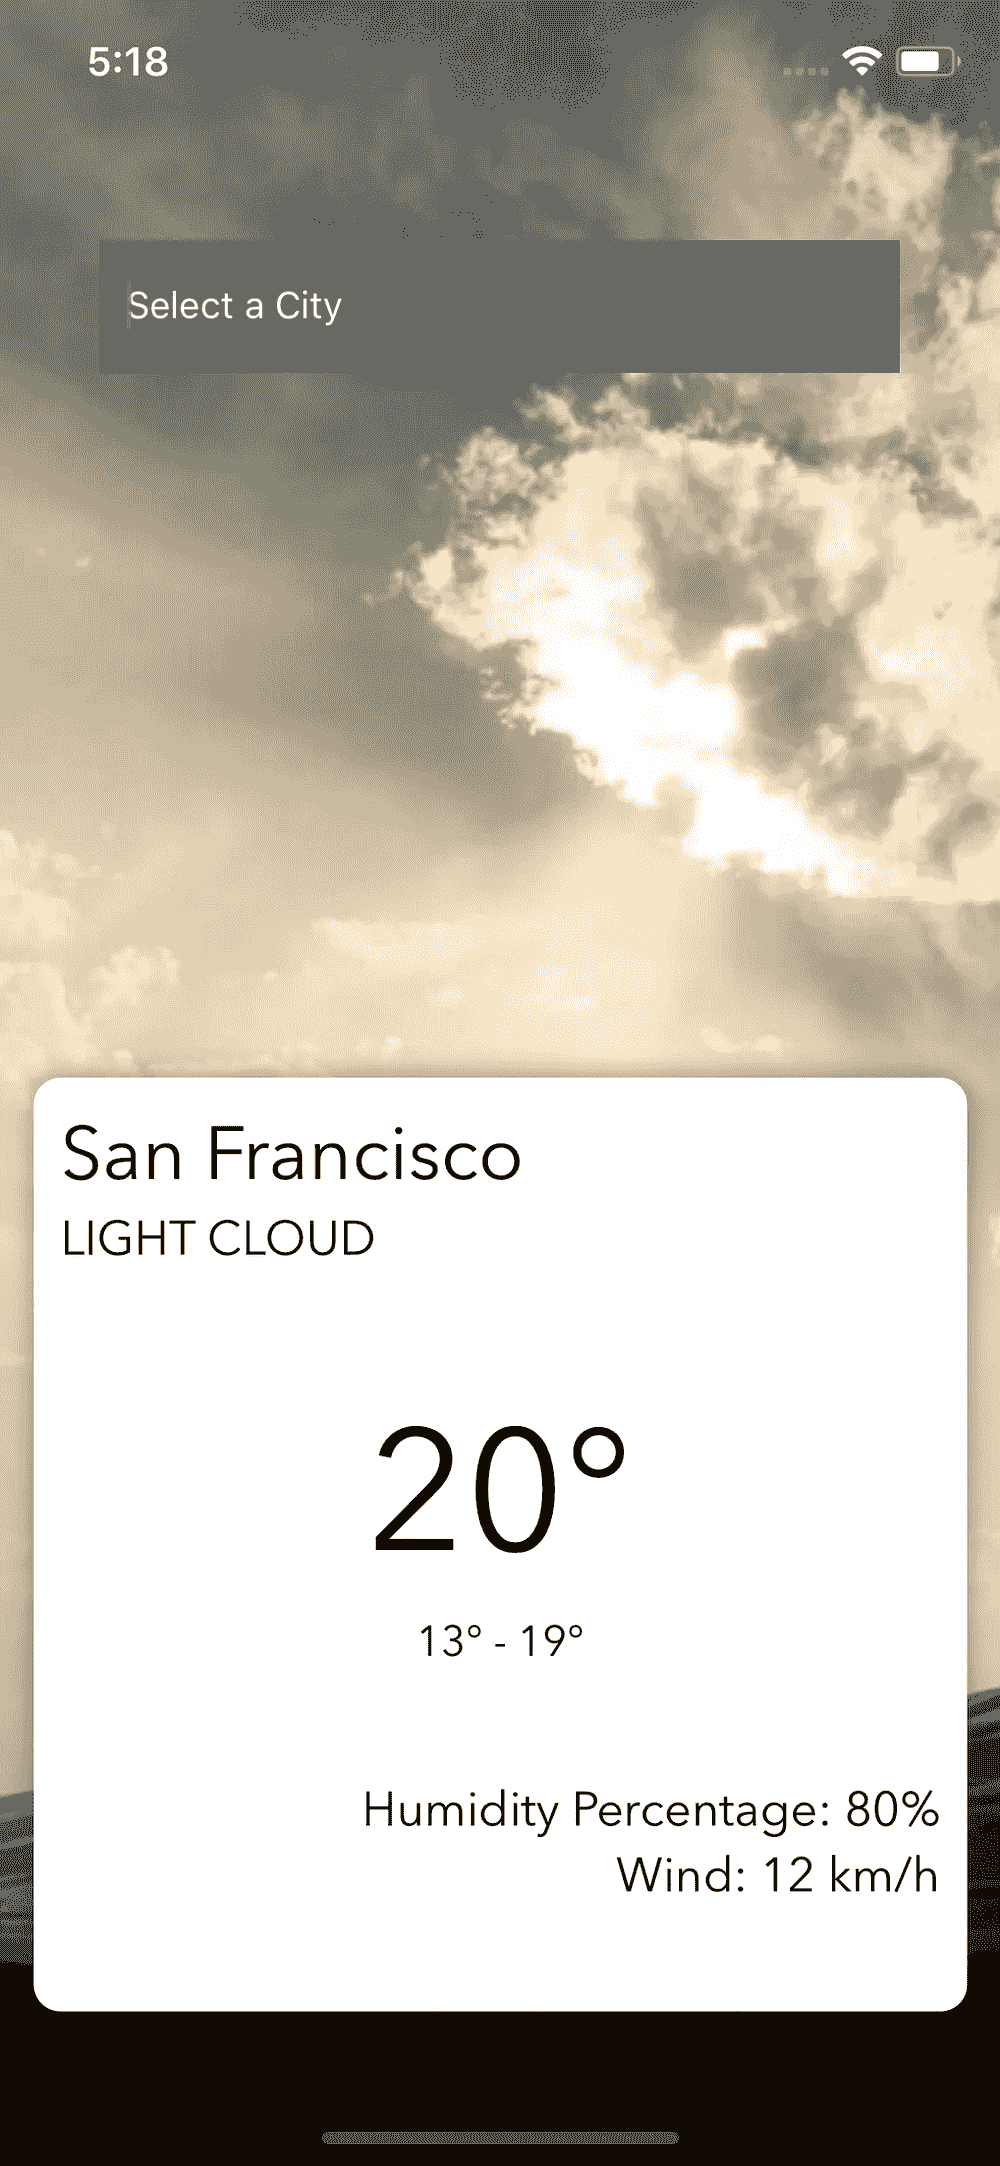 5:18
Select a City
San Francisco
LIGHT CLOUD
20°
13° - 19°
Humidity Percentage: 80%
Wind: 12 km/h